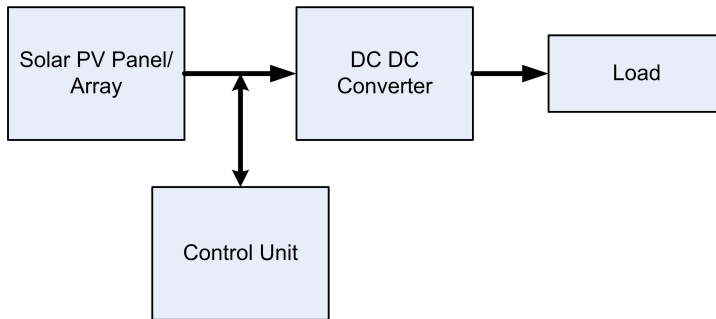 Solar PV Panel/
Array
DC DC
Converter
Load
Control Unit